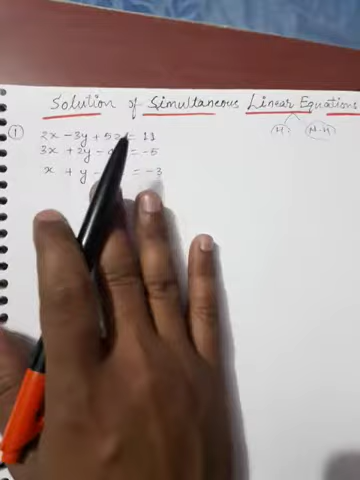 Solution of Simultaneous Linear Equations
H. N.H
① 2x - 3y + 5z = 11
3x + 2y - = -5
x + y - = -3